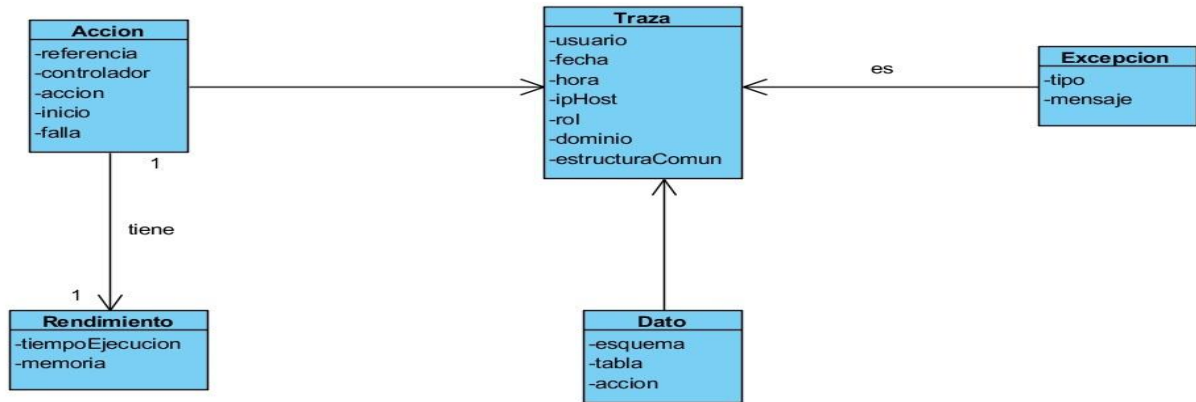 Accion
-referencia
-controlador
-accion
-inicio
-falla
1
tiene
1
Rendimiento
-tiempoEjecucion
-memoria
Traza
-usuario
-fecha
-hora
-ipHost
-rol
-dominio
-estructuraComun
es
Excepcion
-tipo
-mensaje
Dato
-esquema
-tabla
-accion